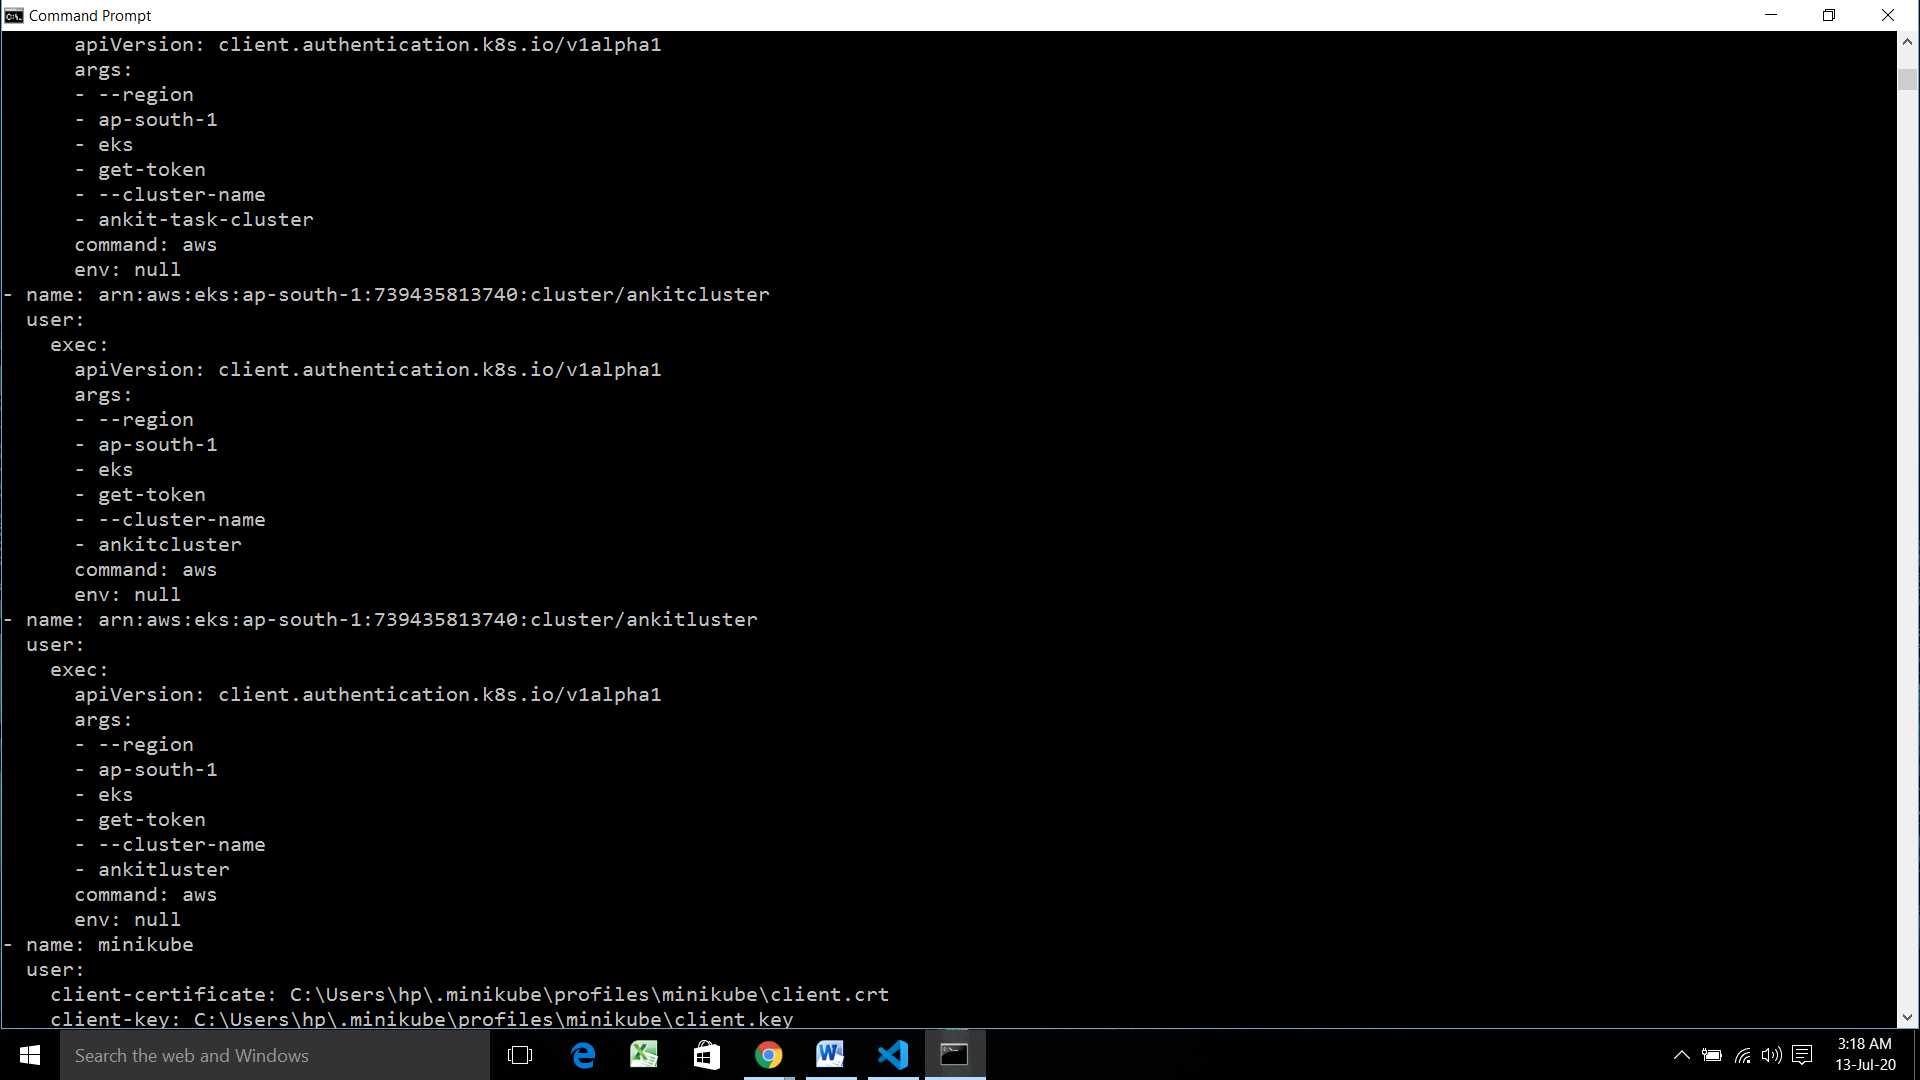 Command Prompt
      apiVersion: client.authentication.k8s.io/v1alpha1
      args:
      - --region
      - ap-south-1
      - eks
      - get-token
      - --cluster-name
      - ankit-task-cluster
      command: aws
      env: null
- name: arn:aws:eks:ap-south-1:739435813740:cluster/ankitcluster
  user:
    exec:
      apiVersion: client.authentication.k8s.io/v1alpha1
      args:
      - --region
      - ap-south-1
      - eks
      - get-token
      - --cluster-name
      - ankitcluster
      command: aws
      env: null
- name: arn:aws:eks:ap-south-1:739435813740:cluster/ankitluster
  user:
    exec:
      apiVersion: client.authentication.k8s.io/v1alpha1
      args:
      - --region
      - ap-south-1
      - eks
      - get-token
      - --cluster-name
      - ankitluster
      command: aws
      env: null
- name: minikube
  user:
    client-certificate: C:\Users\hp\.minikube\profiles\minikube\client.crt
    client-key: C:\Users\hp\.minikube\profiles\minikube\client.key
Search the web and Windows
3:18 AM
13-Jul-20